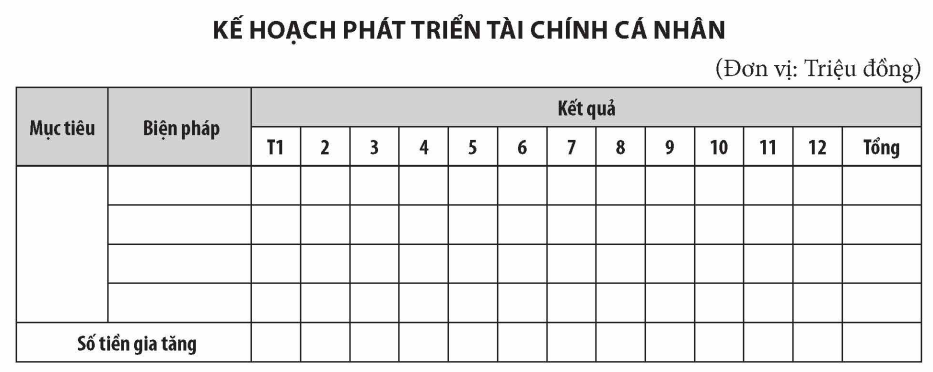 KẾ HOẠCH PHÁT TRIỂN TÀI CHÍNH CÁ NHÂN
(Đơn vị: Triệu đồng)
Mục tiêu Biện pháp Kết quả
T1 2 3 4 5 6 7 8 9 10 11 12 Tổng
Số tiền gia tăng